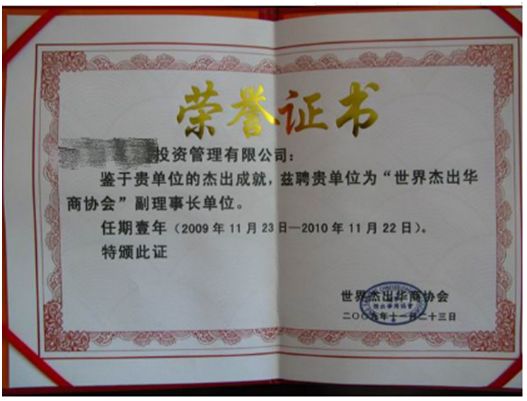 荣誉证书
投资管理有限公司：
鉴于贵单位的杰出成就，兹聘贵单位为“世界杰出华
商协会”副理事长单位。
任期壹年（2009年11月23日—2010年11月22日）。
特颁此证
世界杰出华商协会
二〇〇九年十一月二十三日